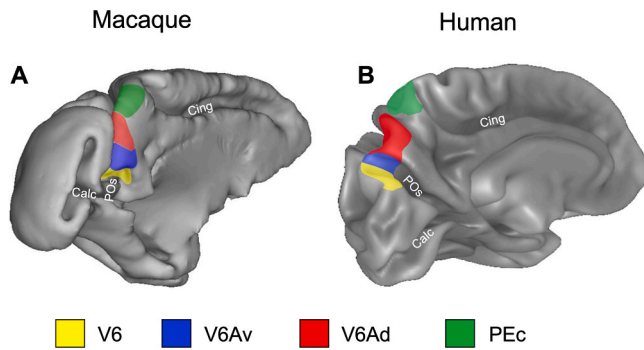 Macaque
Human
A
B
Cing
Calc
POs
Cing
POs
Calc
V6
V6Av
V6Ad
PEc